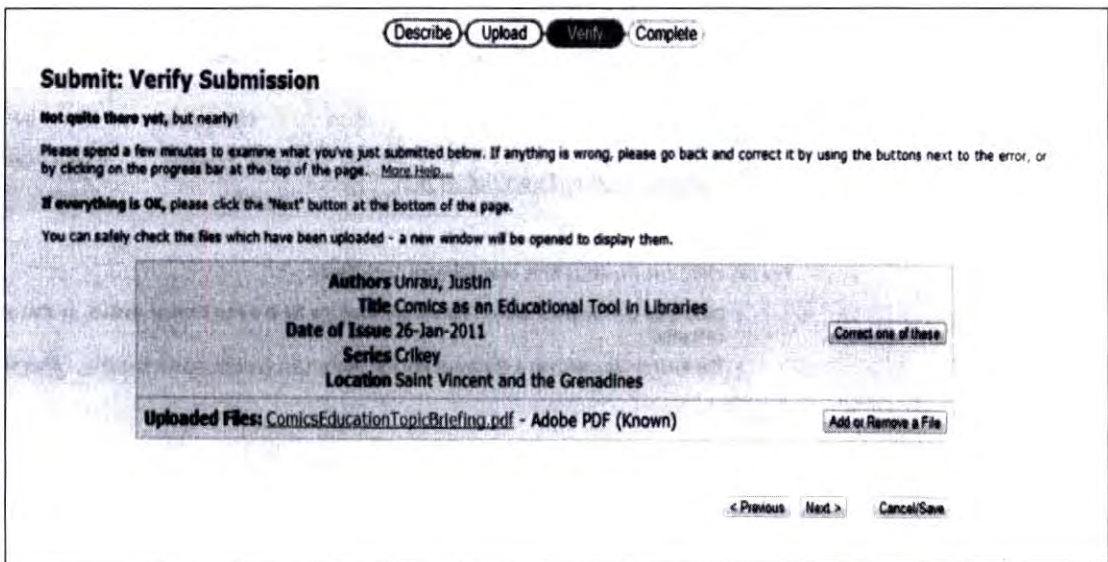 Describe Upload Verify Complete
Submit: Verify Submission
Not quite there yet, but nearly!
Please spend a few minutes to examine what you've just submitted below. If anything is wrong, please go back and correct it by using the buttons next to the error, or
by clicking on the progress bar at the top of the page. More Help...
If everything is OK, please click the "Next" button at the bottom of the page.
You can safely check the files which have been uploaded - a new window will be opened to display them.
Authors Unrau, Justin
Title Comics as an Educational Tool in Libraries
Date of Issue 26-Jan-2011
Series Crikey
Location Saint Vincent and the Grenadines
Correct one of these
Uploaded Files: ComicsEducationTopicBriefing.pdf - Adobe PDF (Known)
Add or Remove a File
< Previous Next > Cancel/Save